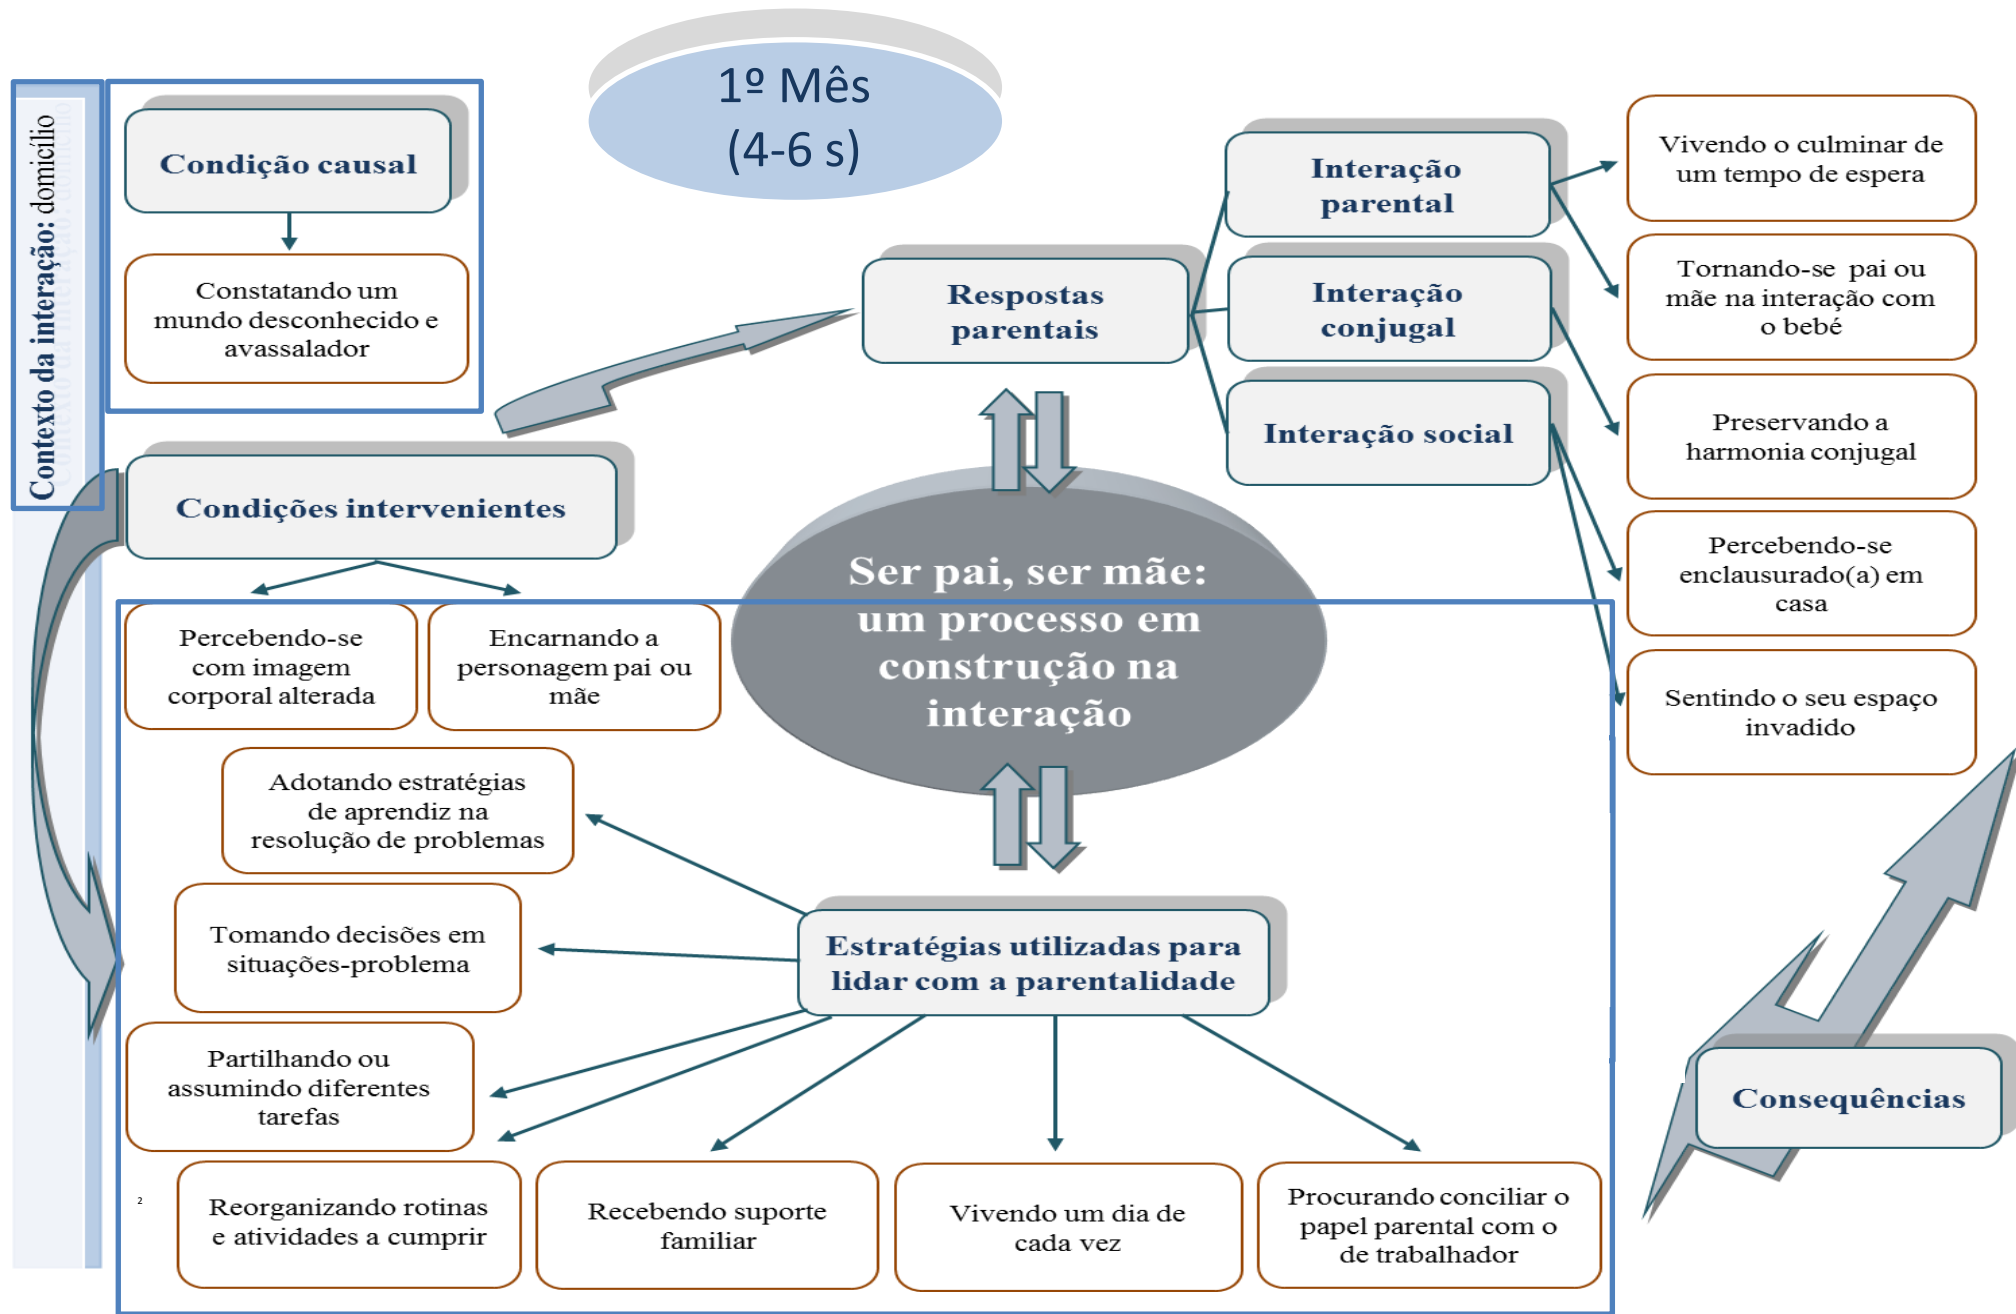 1º Mês
(4-6 s)
Contexto da interação: domicílio
Condição causal
Constatando um
mundo desconhecido e
avassalador
Condições intervenientes
Percebendo-se
com imagem
corporal alterada
Encarnando a
personagem pai ou
mãe
Respostas
parentais
Interação
parental
Interação
conjugal
Interação social
Vivendo o culminar de
um tempo de espera
Tornando-se pai ou
mãe na interação com
o bebé
Preservando a
harmonia conjugal
Percebendo-se
enclausurado(a) em
casa
Sentindo o seu espaço
invadido
Ser pai, ser mãe:
um processo em
construção na
interação
Estratégias utilizadas para
lidar com a parentalidade
Adotando estratégias
de aprendiz na
resolução de problemas
Tomando decisões em
situações-problema
Partilhando ou
assumindo diferentes
tarefas
Reorganizando rotinas
e atividades a cumprir
Recebendo suporte
familiar
Vivendo um dia de
cada vez
Procurando conciliar o
papel parental com o
de trabalhador
Consequências
2